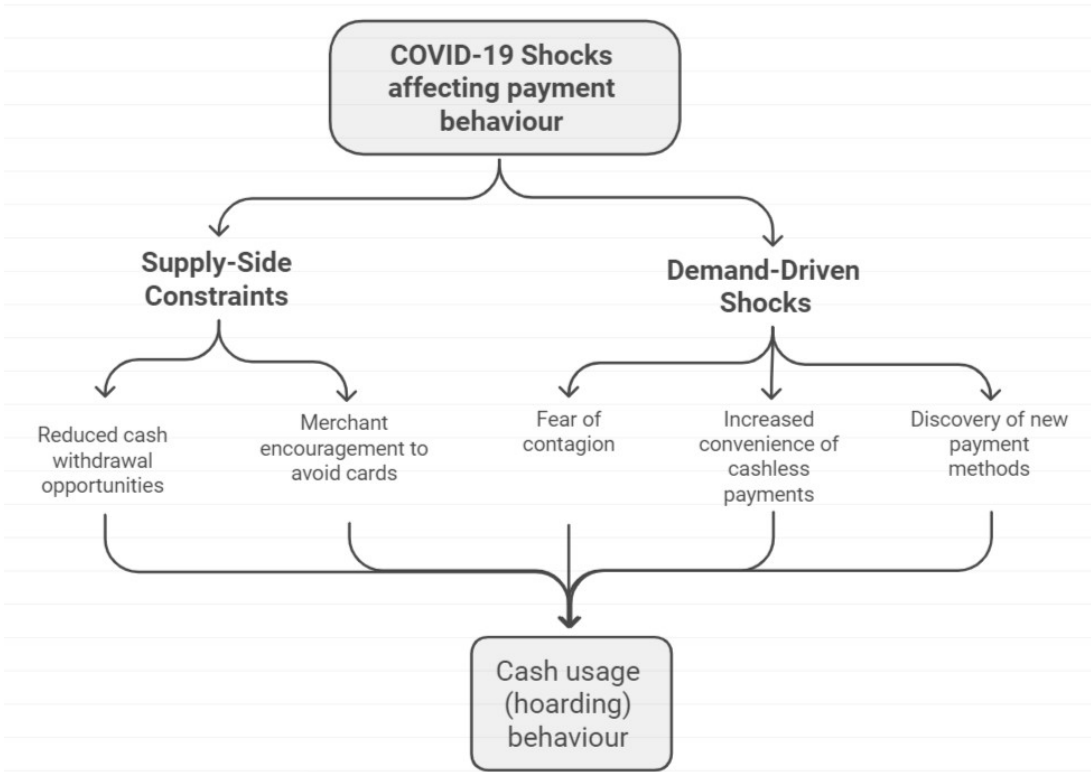 COVID-19 Shocks
affecting payment
behaviour
Supply-Side
Constraints
Demand-Driven
Shocks
Reduced cash
withdrawal
opportunities
Merchant
encouragement to
avoid cards
Fear of
contagion
Increased
convenience of
cashless
payments
Discovery of new
payment
methods
Cash usage
(hoarding)
behaviour